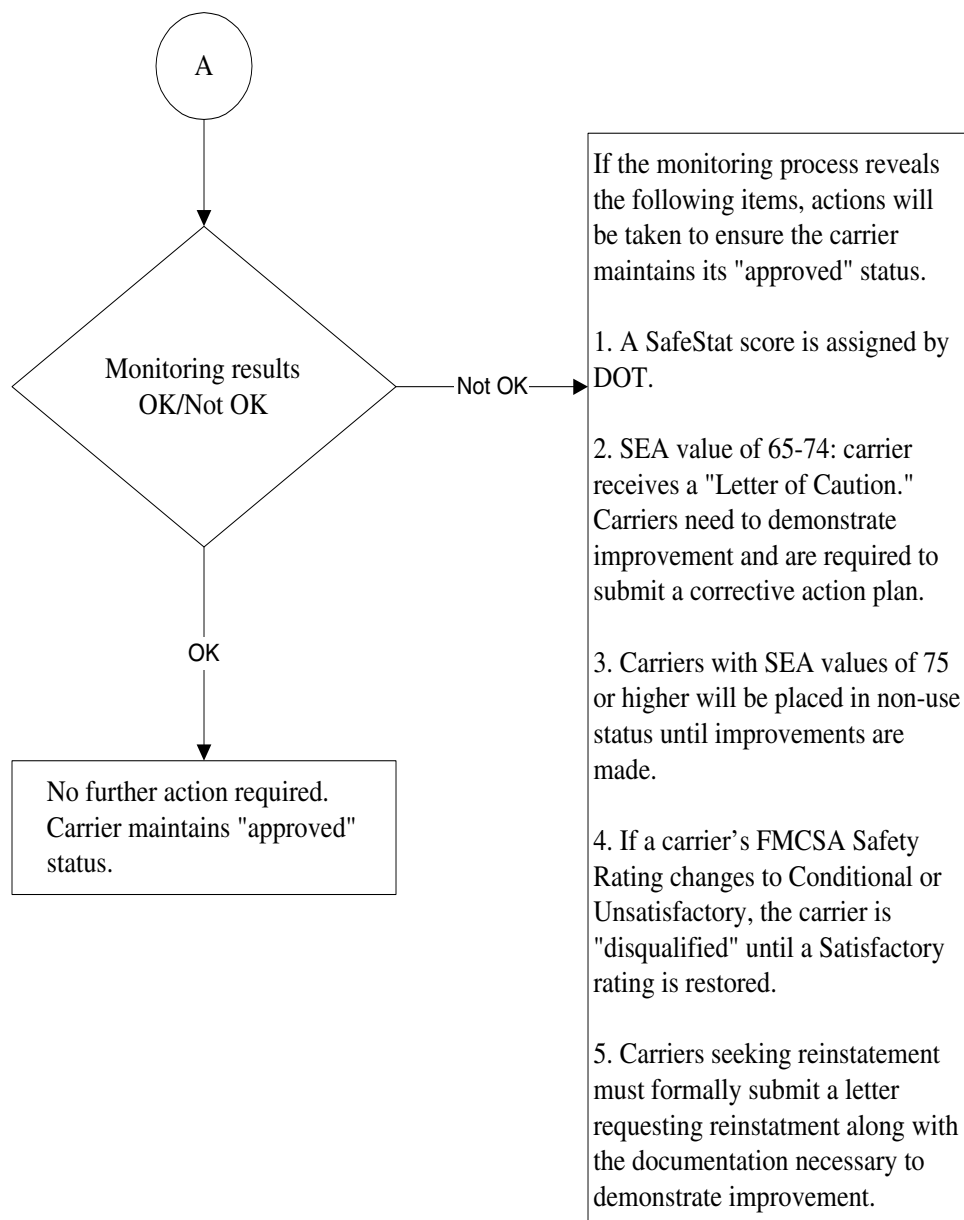 A
Monitoring results
OK/Not OK
Not OK
OK
No further action required.
Carrier maintains "approved"
status.
If the monitoring process reveals
the following items, actions will
be taken to ensure the carrier
maintains its "approved" status.
1. A SafeStat score is assigned by
DOT.
2. SEA value of 65-74: carrier
receives a "Letter of Caution."
Carriers need to demonstrate
improvement and are required to
submit a corrective action plan.
3. Carriers with SEA values of 75
or higher will be placed in non-use
status until improvements are
made.
4. If a carrier’s FMCSA Safety
Rating changes to Conditional or
Unsatisfactory, the carrier is
"disqualified" until a Satisfactory
rating is restored.
5. Carriers seeking reinstatement
must formally submit a letter
requesting reinstatment along with
the documentation necessary to
demonstrate improvement.